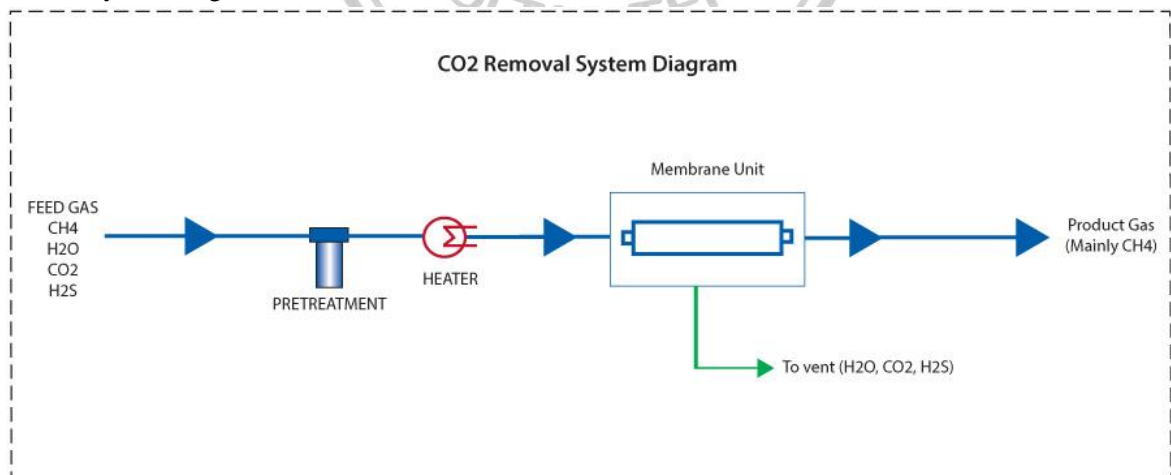 CO2 Removal System Diagram
Membrane Unit
FEED GAS
CH4
H2O
CO2
H2S
PRETREATMENT
HEATER
Product Gas
(Mainly CH4)
To vent (H2O, CO2, H2S)